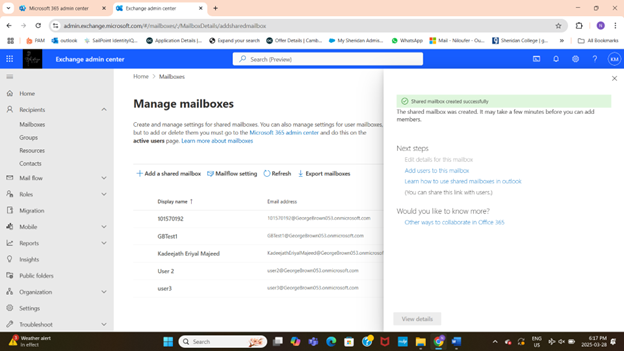 Microsoft 365 admin center
Exchange admin center
admin.exchange.microsoft.com/#/mailboxes/:/MailboxDetails/addsharedmailbox
PAM
outlook
SailPoint IdentityIQ...
Application Details |...
Expand your search
Offer Details | Camb...
My Sheridan Admis...
WhatsApp
Mail - Niloufer - Ou...
Sheridan College | g...
All Bookmarks
Exchange admin center
Search (Preview)
KM
Home
Recipients
Mailboxes
Groups
Resources
Contacts
Mail flow
Roles
Migration
Mobile
Reports
Insights
Public folders
Organization
Settings
Troubleshoot
Home > Mailboxes
Manage mailboxes
Create and manage settings for shared mailboxes. You can also manage settings for user mailboxes,
but to add or delete them you must go to the Microsoft 365 admin center and do this on the
active users page. Learn more about mailboxes
Add a shared mailbox Mailflow setting Refresh Export mailboxes
Display name ↑ Email address
101570192 101570192@GeorgeBrown053.onmicrosoft.com
GBTest1 GBTest1@GeorgeBrown053.onmicrosoft.com
Kadeejath Eriyal Majeed KadeejathEriyalMajeed@GeorgeBrown053.onmicrosoft
User 2 user2@GeorgeBrown053.onmicrosoft.com
user3 user3@GeorgeBrown053.onmicrosoft.com
Shared mailbox created successfully
The shared mailbox was created. It may take a few minutes before you can add
members.
Next steps
Edit details for this mailbox
Add users to this mailbox
Learn how to use shared mailboxes in outlook
(You can share this link with users.)
Would you like to know more?
Other ways to collaborate in Office 365
View details
Weather alert
In effect
Search
ENG
US
6:17 PM
2025-03-28